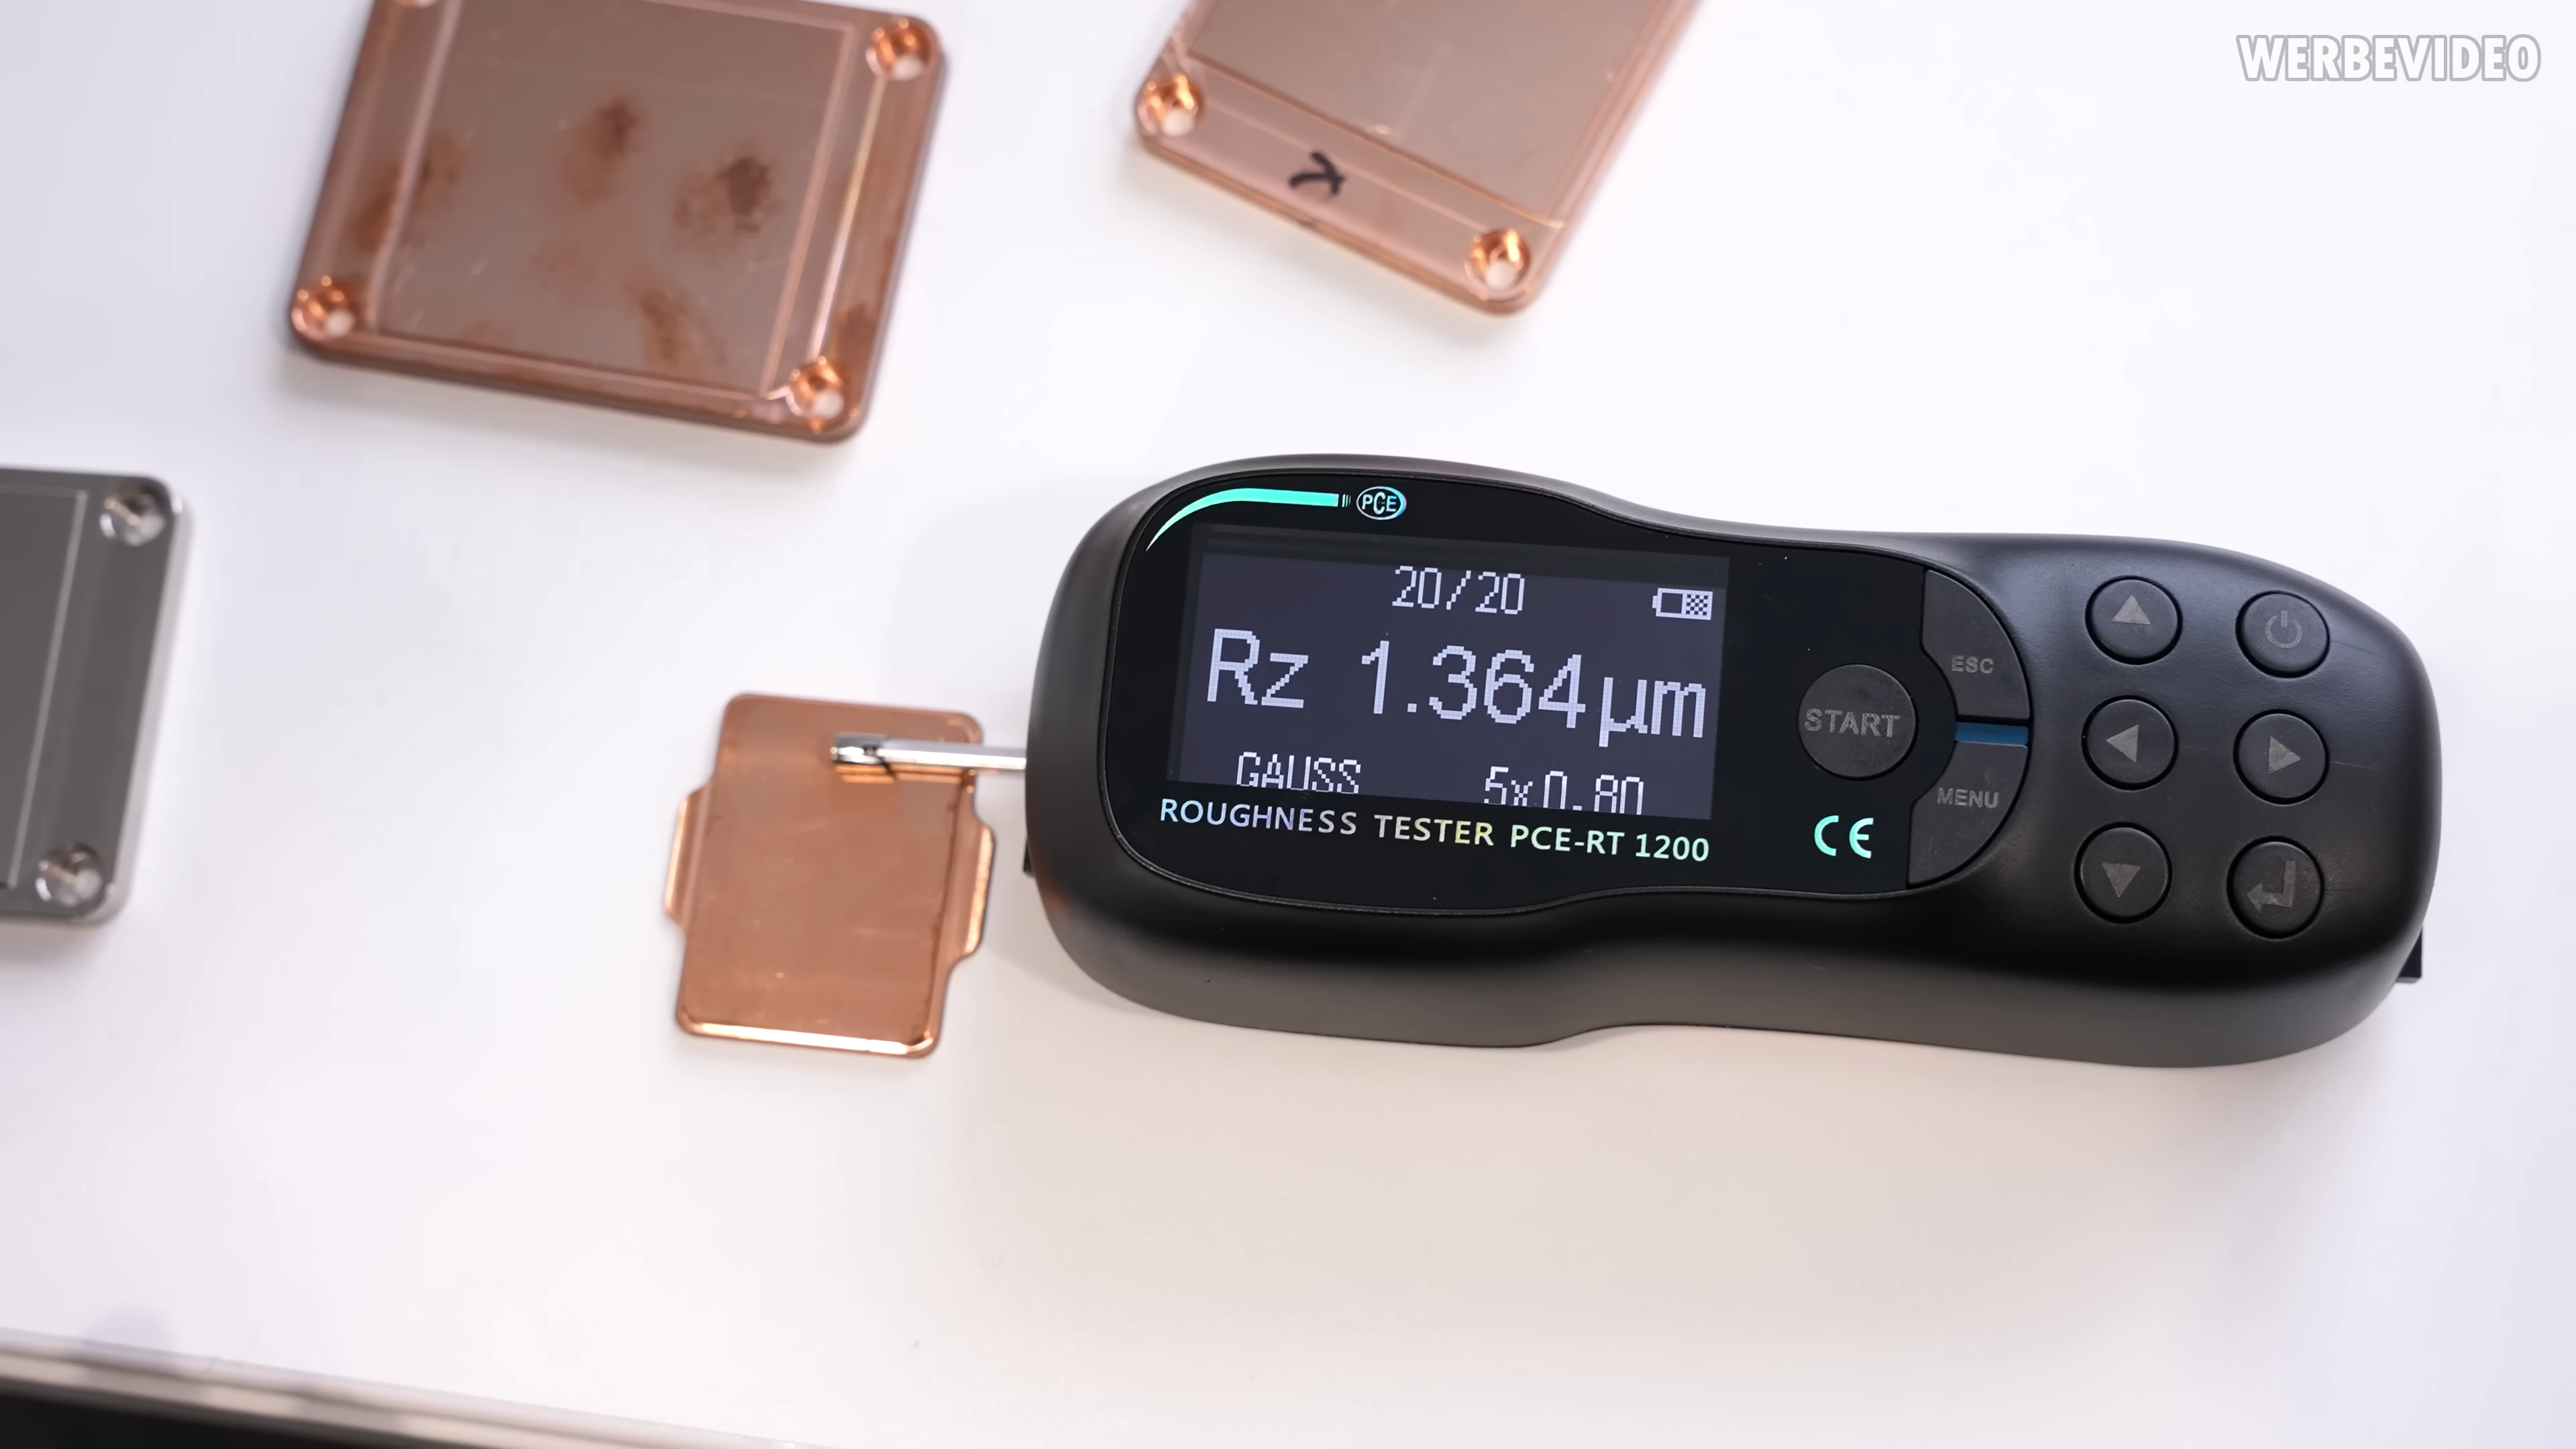 WERBEVIDEO
PCE
20/20
Rz 1.364µm
GAUSS 5x0.80
ROUGHNESS TESTER PCE-RT 1200
START
ESC
MENU
CE